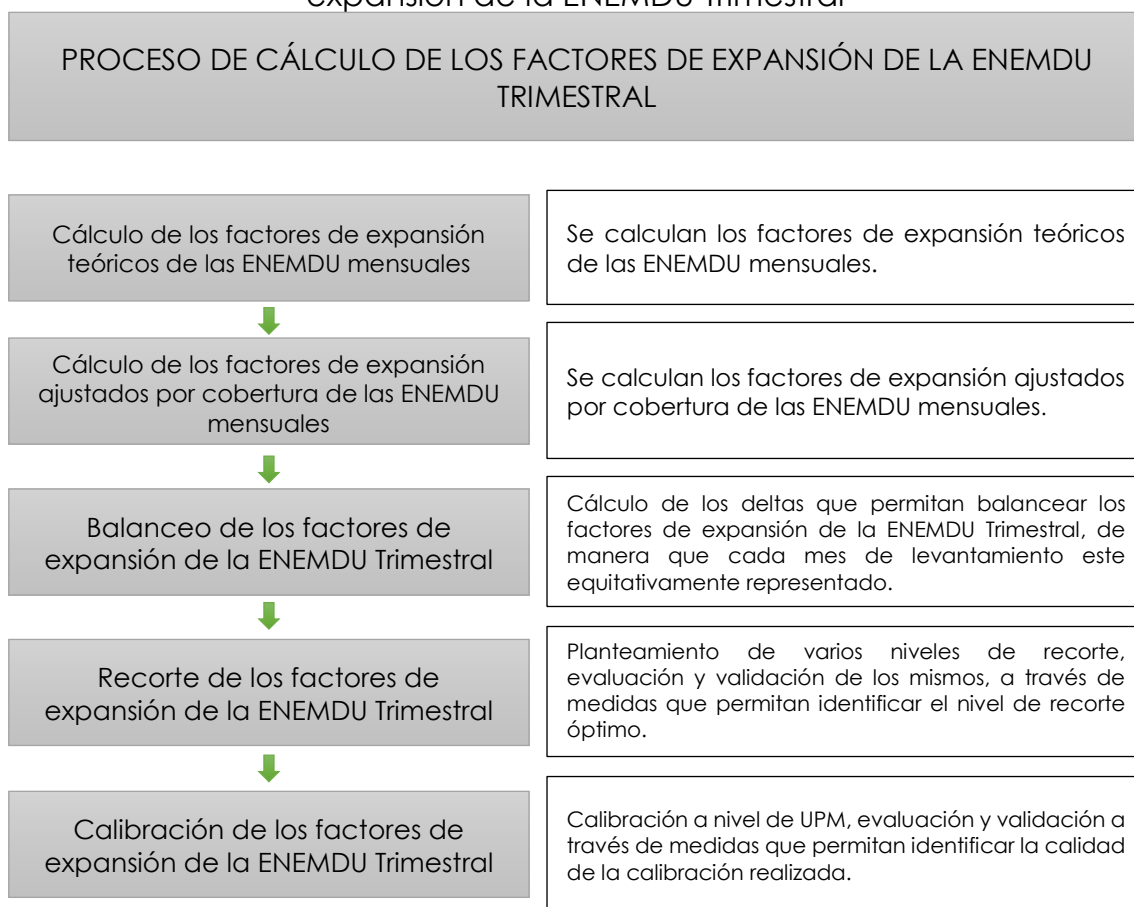 expansión de la ENEMDU Trimestral
PROCESO DE CÁLCULO DE LOS FACTORES DE EXPANSIÓN DE LA ENEMDU
TRIMESTRAL
Cálculo de los factores de expansión
teóricos de las ENEMDU mensuales
Se calculan los factores de expansión teóricos
de las ENEMDU mensuales.
Cálculo de los factores de expansión
ajustados por cobertura de las ENEMDU
mensuales
Se calculan los factores de expansión ajustados
por cobertura de las ENEMDU mensuales.
Balanceo de los factores de
expansión de la ENEMDU Trimestral
Cálculo de los deltas que permitan balancear los
factores de expansión de la ENEMDU Trimestral, de
manera que cada mes de levantamiento este
equitativamente representado.
Recorte de los factores de
expansión de la ENEMDU Trimestral
Planteamiento de varios niveles de recorte,
evaluación y validación de los mismos, a través de
medidas que permitan identificar el nivel de recorte
óptimo.
Calibración de los factores de
expansión de la ENEMDU Trimestral
Calibración a nivel de UPM, evaluación y validación a
través de medidas que permitan identificar la calidad
de la calibración realizada.